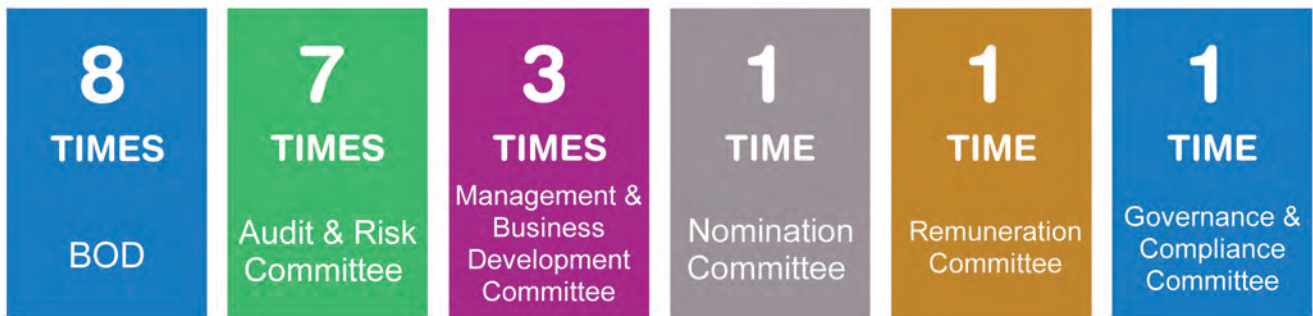 8
TIMES
BOD
7
TIMES
Audit & Risk
Committee
3
TIMES
Management &
Business
Development
Committee
1
TIME
Nomination
Committee
1
TIME
Remuneration
Committee
1
TIME
Governance &
Compliance
Committee